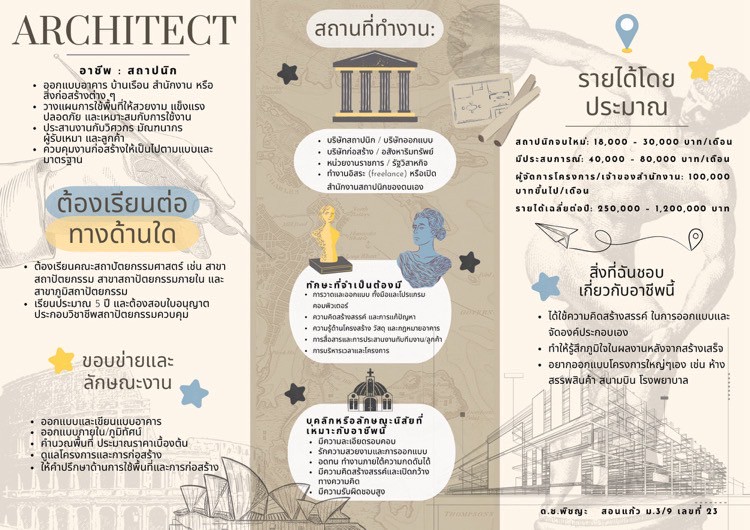 ARCHITECT
อาชีพ : สถาปนิก
• ออกแบบอาคาร บ้านเรือน สำนักงาน หรือ
สิ่งก่อสร้างต่าง ๆ
• วางแผนการใช้พื้นที่ให้สวยงาม แข็งแรง
ปลอดภัย และเหมาะสมกับการใช้งาน
• ประสานงานกับวิศวกร มัณฑนากร
ผู้รับเหมา และลูกค้า
• ควบคุมงานก่อสร้างให้เป็นไปตามแบบและ
มาตรฐาน
ต้องเรียนต่อ
ทางด้านใด
• ต้องเรียนคณะสถาปัตยกรรมศาสตร์ เช่น สาขา
สถาปัตยกรรม สาขาสถาปัตยกรรมภายใน และ
สาขาภูมิสถาปัตยกรรม
• เรียนประมาณ 5 ปี และต้องสอบใบอนุญาต
ประกอบวิชาชีพสถาปัตยกรรมควบคุม
ขอบข่ายและ
ลักษณะงาน
• ออกแบบและเขียนแบบอาคาร
• ออกแบบภายใน/ภูมิทัศน์
• คำนวณพื้นที่ ประมาณราคาเบื้องต้น
• ดูแลโครงการและการก่อสร้าง
• ให้คำปรึกษาด้านการใช้พื้นที่และการก่อสร้าง
สถานที่ทำงาน:
• บริษัทสถาปนิก / บริษัทออกแบบ
• บริษัทก่อสร้าง / อสังหาริมทรัพย์
• หน่วยงานราชการ / รัฐวิสาหกิจ
• ทำงานอิสระ (freelance) หรือเปิด
สำนักงานสถาปนิกของตนเอง
ทักษะที่จำเป็นต้องมี
• การวาดและออกแบบ ทั้งมือและโปรแกรม
คอมพิวเตอร์
• ความคิดสร้างสรรค์ และการแก้ปัญหา
• ความรู้ด้านโครงสร้าง วัสดุ และกฎหมายอาคาร
• การสื่อสารและการประสานงานกับทีมงาน/ลูกค้า
• การบริหารเวลาและโครงการ
บุคลิกหรือลักษณะนิสัยที่
เหมาะกับอาชีพนี้
• มีความละเอียดรอบคอบ
• รักความสวยงามและการออกแบบ
• อดทน ทำงานภายใต้ความกดดันได้
• มีความคิดสร้างสรรค์และเปิดกว้าง
ทางความคิด
• มีความรับผิดชอบสูง
รายได้โดย
ประมาณ
สถาปนิกจบใหม่: 18,000 - 30,000 บาท/เดือน
มีประสบการณ์: 40,000 - 80,000 บาท/เดือน
ผู้จัดการโครงการ/เจ้าของสำนักงาน: 100,000
บาทขึ้นไป/เดือน
รายได้เฉลี่ยต่อปี: 250,000 - 1,200,000 บาท
สิ่งที่ฉันชอบ
เกี่ยวกับอาชีพนี้
• ได้ใช้ความคิดสร้างสรรค์ ในการออกแบบและ
จัดองค์ประกอบเอง
• ทำให้รู้สึกภูมิใจในผลงานหลังจากสร้างเสร็จ
• อยากออกแบบโครงการใหญ่ๆเอง เช่น ห้าง
สรรพสินค้า สนามบิน โรงพยาบาล
ด.ช.พิชญะ สอนแก้ว ม.3/9 เลขที่ 23